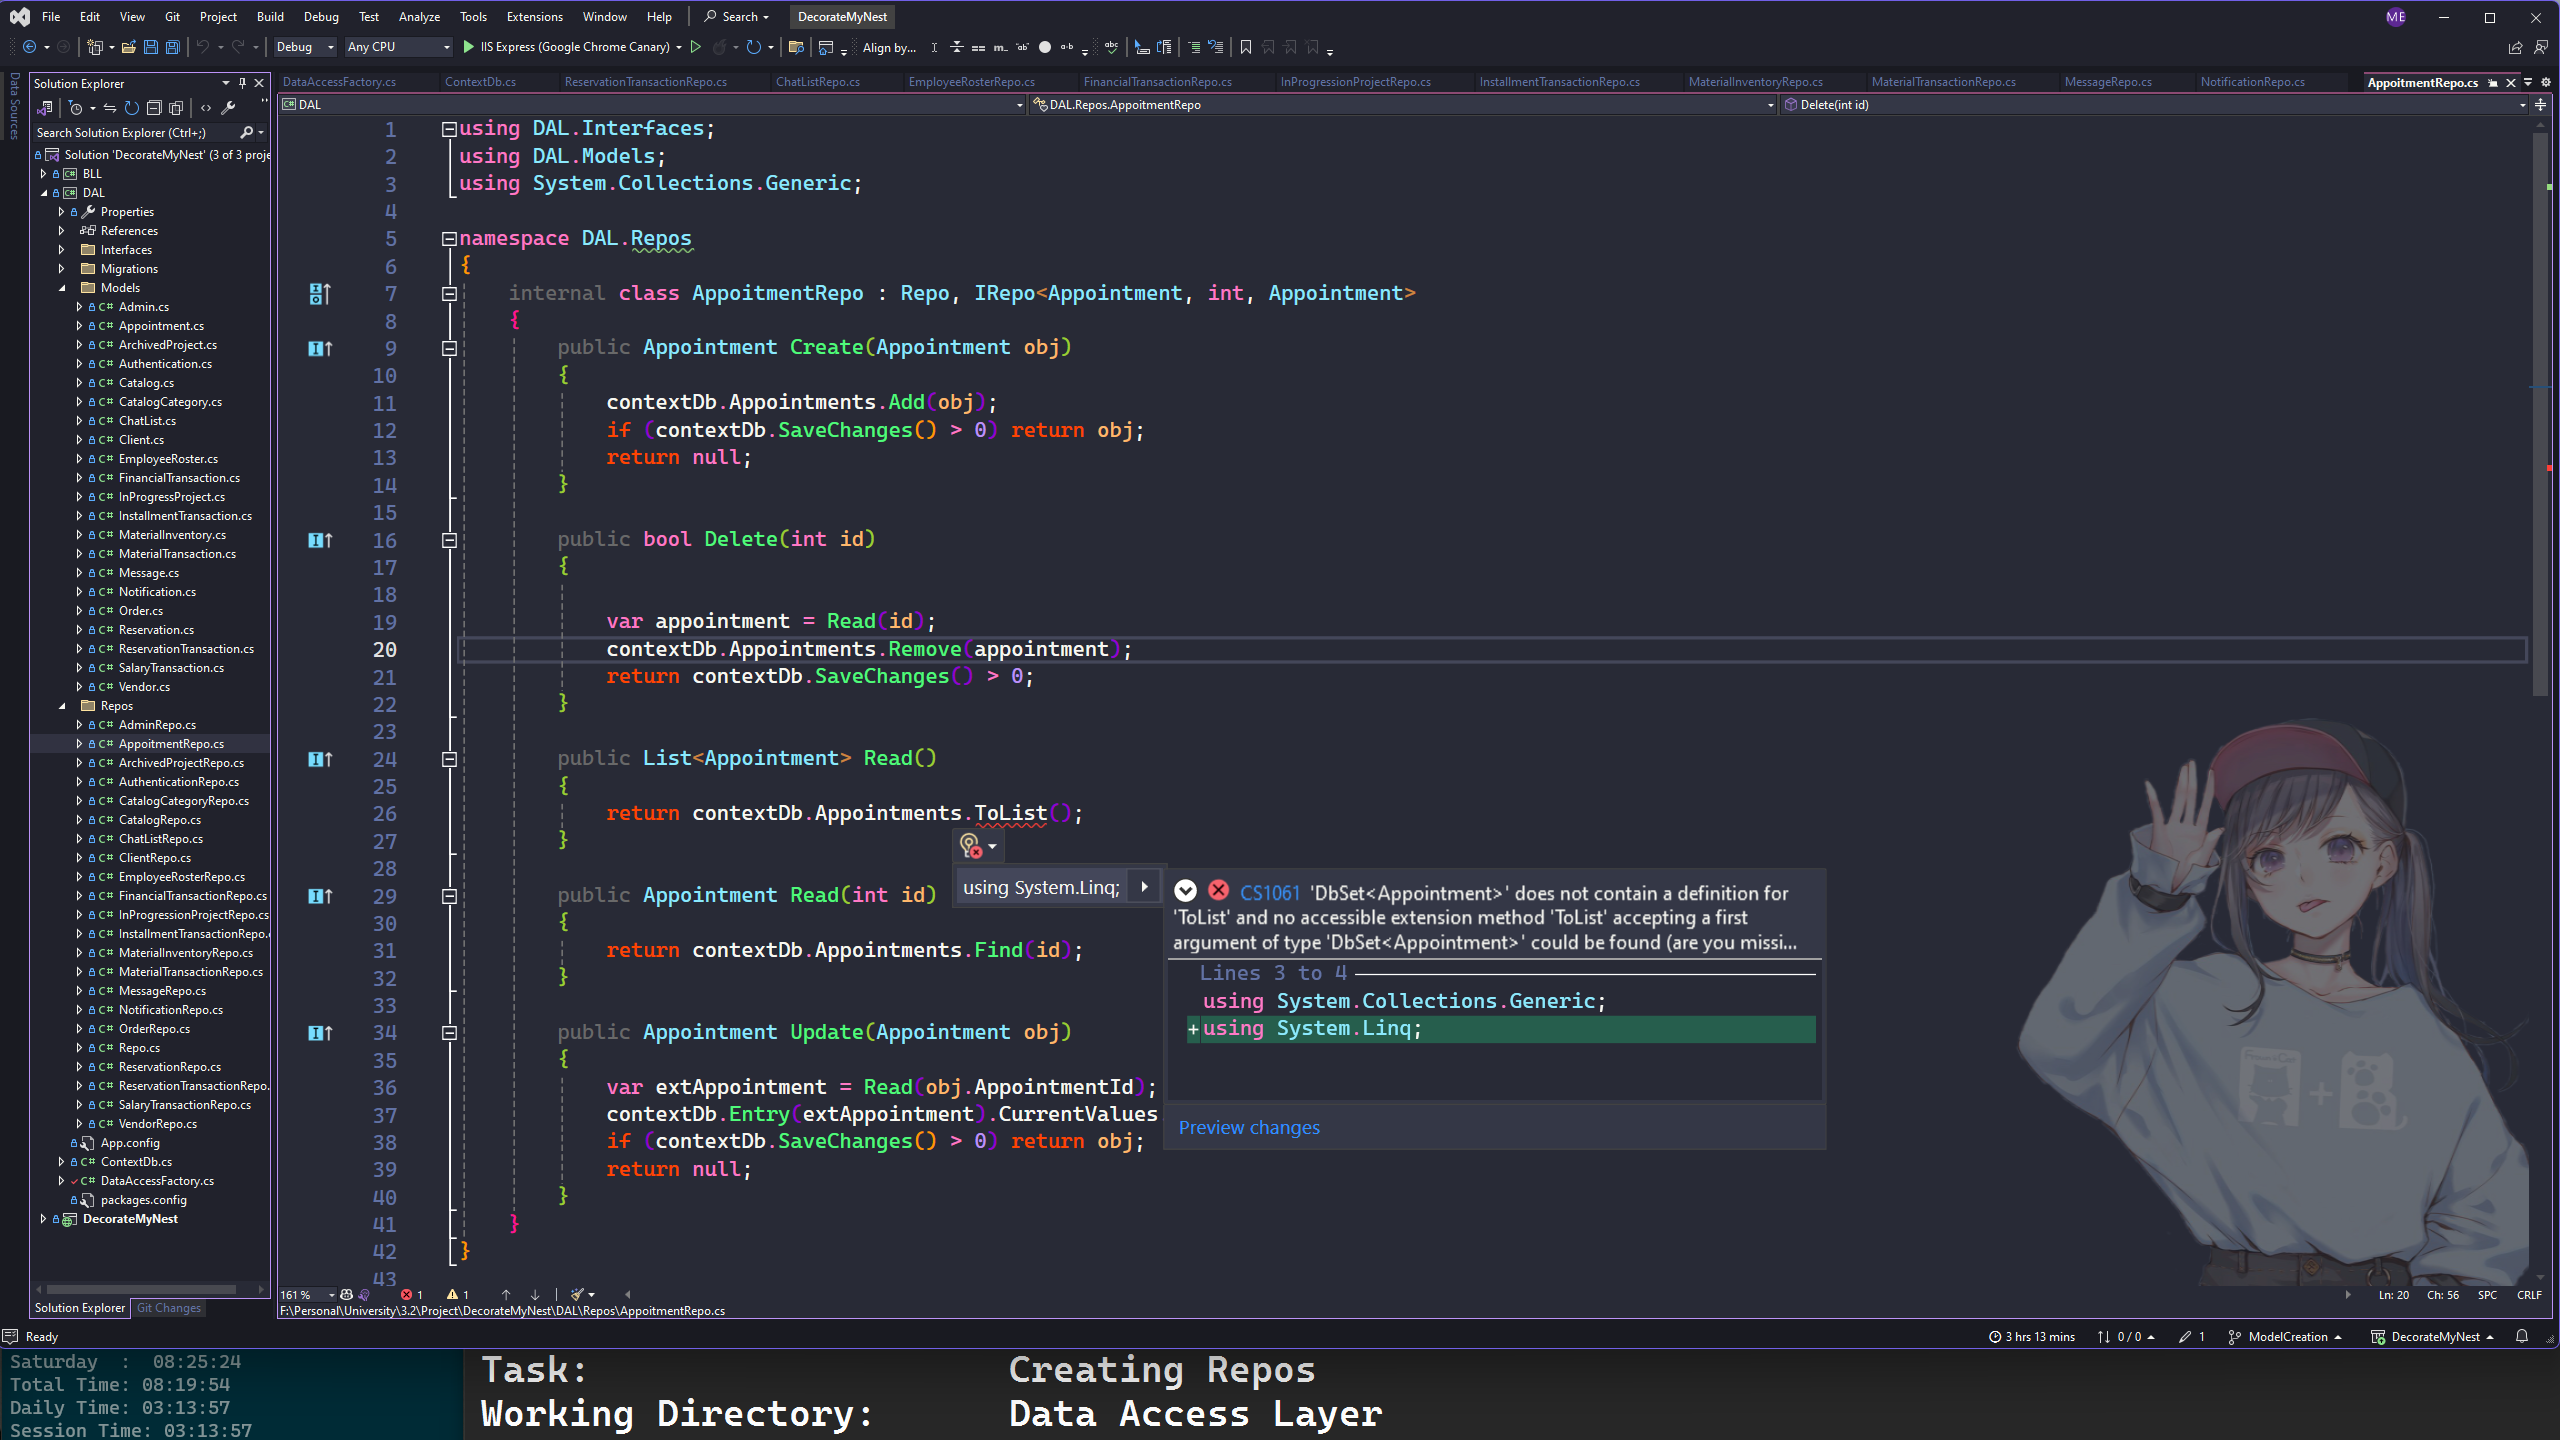 File Edit View Git Project Build Debug Test Analyze Tools Extensions Window Help Search DecorateMyNest ME
Debug Any CPU IIS Express (Google Chrome Canary) Align by...
Data Sources
Solution Explorer
Search Solution Explorer (Ctrl+;)
Solution 'DecorateMyNest' (3 of 3 proje
BLL
DAL
Properties
References
Interfaces
Migrations
Models
C# Admin.cs
C# Appointment.cs
C# ArchivedProject.cs
C# Authentication.cs
C# Catalog.cs
C# CatalogCategory.cs
C# ChatList.cs
C# Client.cs
C# EmployeeRoster.cs
C# FinancialTransaction.cs
C# InProgressProject.cs
C# InstallmentTransaction.cs
C# MaterialInventory.cs
C# MaterialTransaction.cs
C# Message.cs
C# Notification.cs
C# Order.cs
C# Reservation.cs
C# ReservationTransaction.cs
C# SalaryTransaction.cs
C# Vendor.cs
Repos
C# AdminRepo.cs
C# AppoitmentRepo.cs
C# ArchivedProjectRepo.cs
C# AuthenticationRepo.cs
C# CatalogCategoryRepo.cs
C# CatalogRepo.cs
C# ChatListRepo.cs
C# ClientRepo.cs
C# EmployeeRosterRepo.cs
C# FinancialTransactionRepo.cs
C# InProgressionProjectRepo.cs
C# InstallmentTransactionRepo.
C# MaterialInventoryRepo.cs
C# MaterialTransactionRepo.cs
C# MessageRepo.cs
C# NotificationRepo.cs
C# OrderRepo.cs
C# Repo.cs
C# ReservationRepo.cs
C# ReservationTransactionRepo.
C# SalaryTransactionRepo.cs
C# VendorRepo.cs
App.config
C# ContextDb.cs
C# DataAccessFactory.cs
packages.config
DecorateMyNest
Solution Explorer Git Changes
DataAccessFactory.cs ContextDb.cs ReservationTransactionRepo.cs ChatListRepo.cs EmployeeRosterRepo.cs FinancialTransactionRepo.cs InProgressionProjectRepo.cs InstallmentTransactionRepo.cs MaterialInventoryRepo.cs MaterialTransactionRepo.cs MessageRepo.cs NotificationRepo.cs AppoitmentRepo.cs
DAL DAL.Repos.AppoitmentRepo Delete(int id)
1 using DAL.Interfaces;
2 using DAL.Models;
3 using System.Collections.Generic;
4
5 namespace DAL.Repos
6 {
7 internal class AppoitmentRepo : Repo, IRepo<Appointment, int, Appointment>
8 {
9 public Appointment Create(Appointment obj)
10 {
11 contextDb.Appointments.Add(obj);
12 if (contextDb.SaveChanges() > 0) return obj;
13 return null;
14 }
15
16 public bool Delete(int id)
17 {
18
19 var appointment = Read(id);
20 contextDb.Appointments.Remove(appointment);
21 return contextDb.SaveChanges() > 0;
22 }
23
24 public List<Appointment> Read()
25 {
26 return contextDb.Appointments.ToList();
27 }
28
29 public Appointment Read(int id)
30 {
31 return contextDb.Appointments.Find(id);
32 }
33
34 public Appointment Update(Appointment obj)
35 {
36 var extAppointment = Read(obj.AppointmentId);
37 contextDb.Entry(extAppointment).CurrentValues
38 if (contextDb.SaveChanges() > 0) return obj;
39 return null;
40 }
41 }
42 }
43
using System.Linq;
CS1061 'DbSet<Appointment>' does not contain a definition for
'ToList' and no accessible extension method 'ToList' accepting a first
argument of type 'DbSet<Appointment>' could be found (are you missi...
Lines 3 to 4
using System.Collections.Generic;
+using System.Linq;
Preview changes
161 % 1 1 Ln: 20 Ch: 56 SPC CRLF
F:\Personal\University\3.2\Project\DecorateMyNest\DAL\Repos\AppoitmentRepo.cs
Ready 3 hrs 13 mins 0 / 0 1 ModelCreation DecorateMyNest
Saturday : 08:25:24
Total Time: 08:19:54
Daily Time: 03:13:57
Session Time: 03:13:57
Task: Creating Repos
Working Directory: Data Access Layer